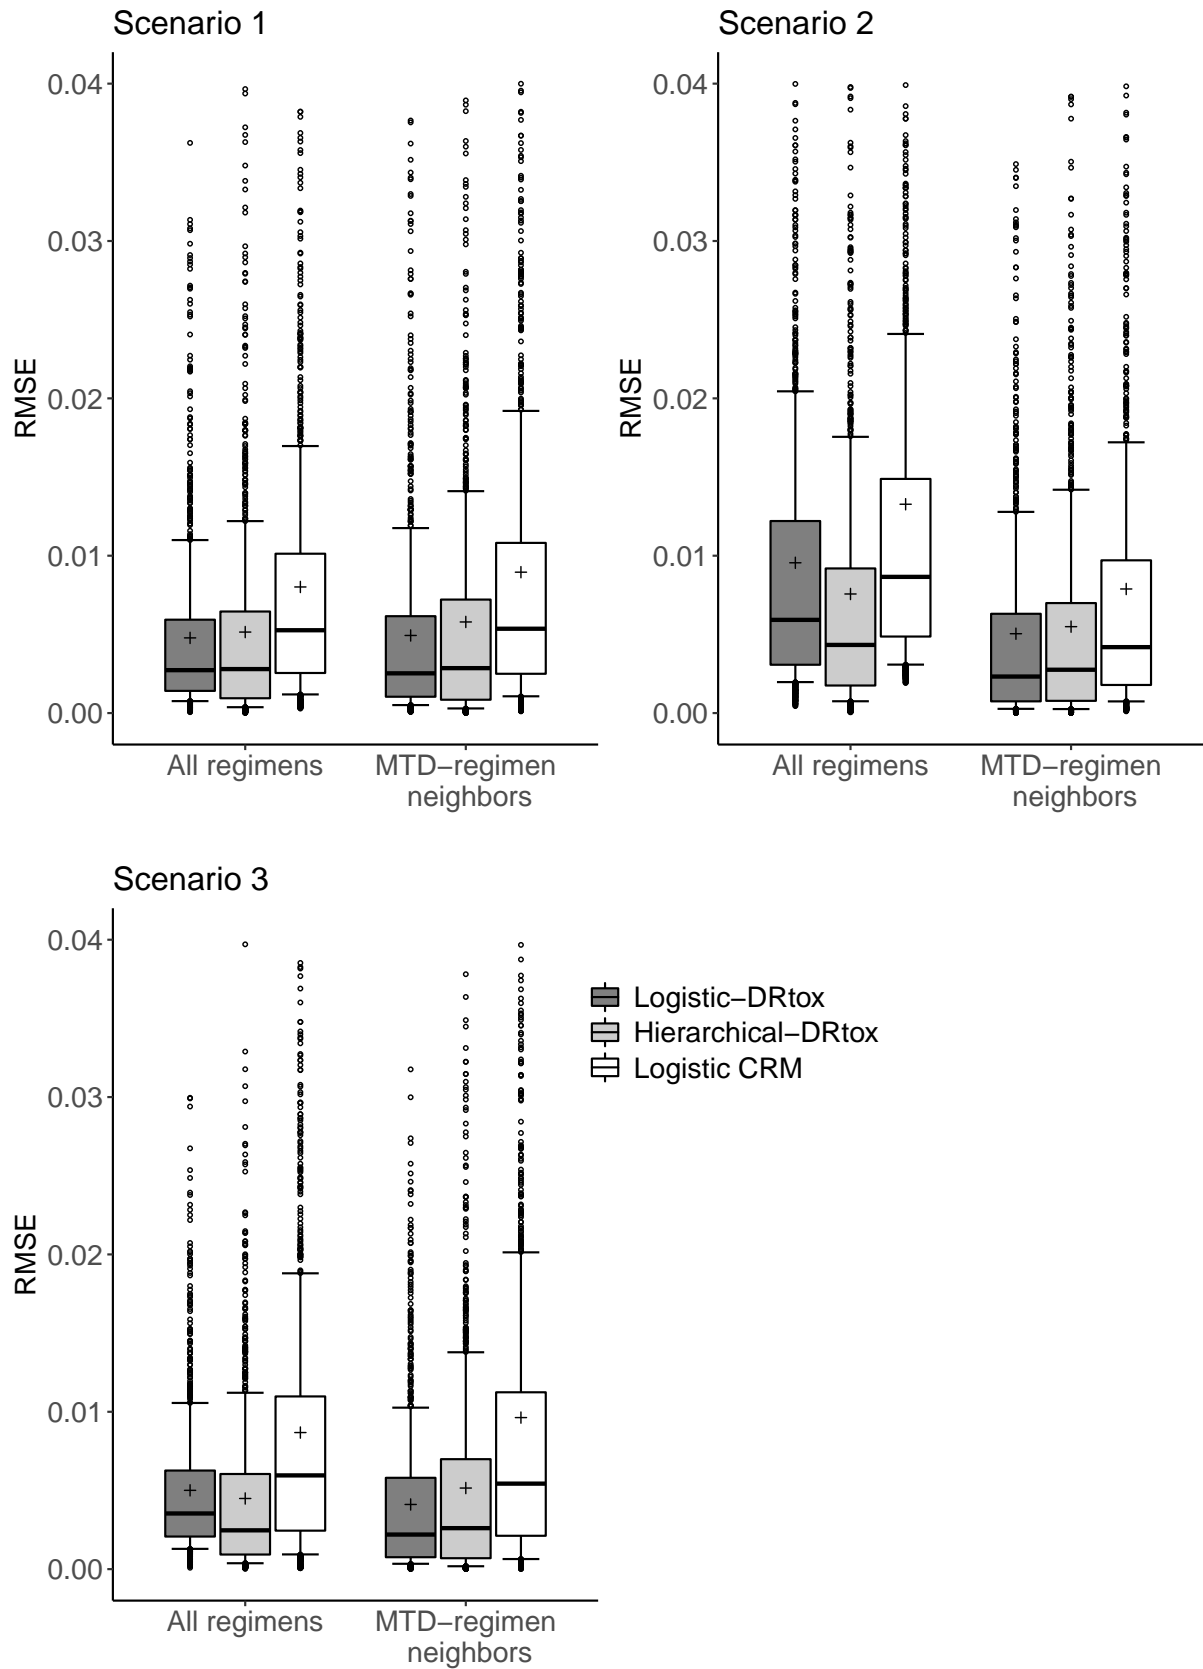 Scenario 1
0.04
0.03
0.02
0.01
0.00
RMSE
All regimens
MTD−regimen
neighbors
Scenario 2
0.04
0.03
0.02
0.01
0.00
RMSE
All regimens
MTD−regimen
neighbors
Scenario 3
0.04
0.03
0.02
0.01
0.00
RMSE
All regimens
MTD−regimen
neighbors
Logistic−DRtox
Hierarchical−DRtox
Logistic CRM